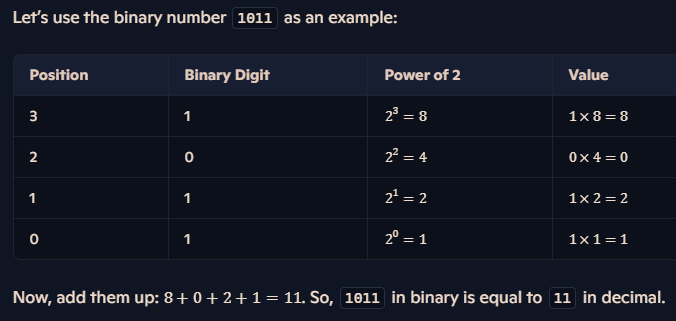 Let's use the binary number 1011 as an example:
Position Binary Digit Power of 2 Value
3 1 2³ = 8 1 × 8 = 8
2 0 2² = 4 0 × 4 = 0
1 1 2¹ = 2 1 × 2 = 2
0 1 2⁰ = 1 1 × 1 = 1
Now, add them up: 8 + 0 + 2 + 1 = 11. So, 1011 in binary is equal to 11 in decimal.